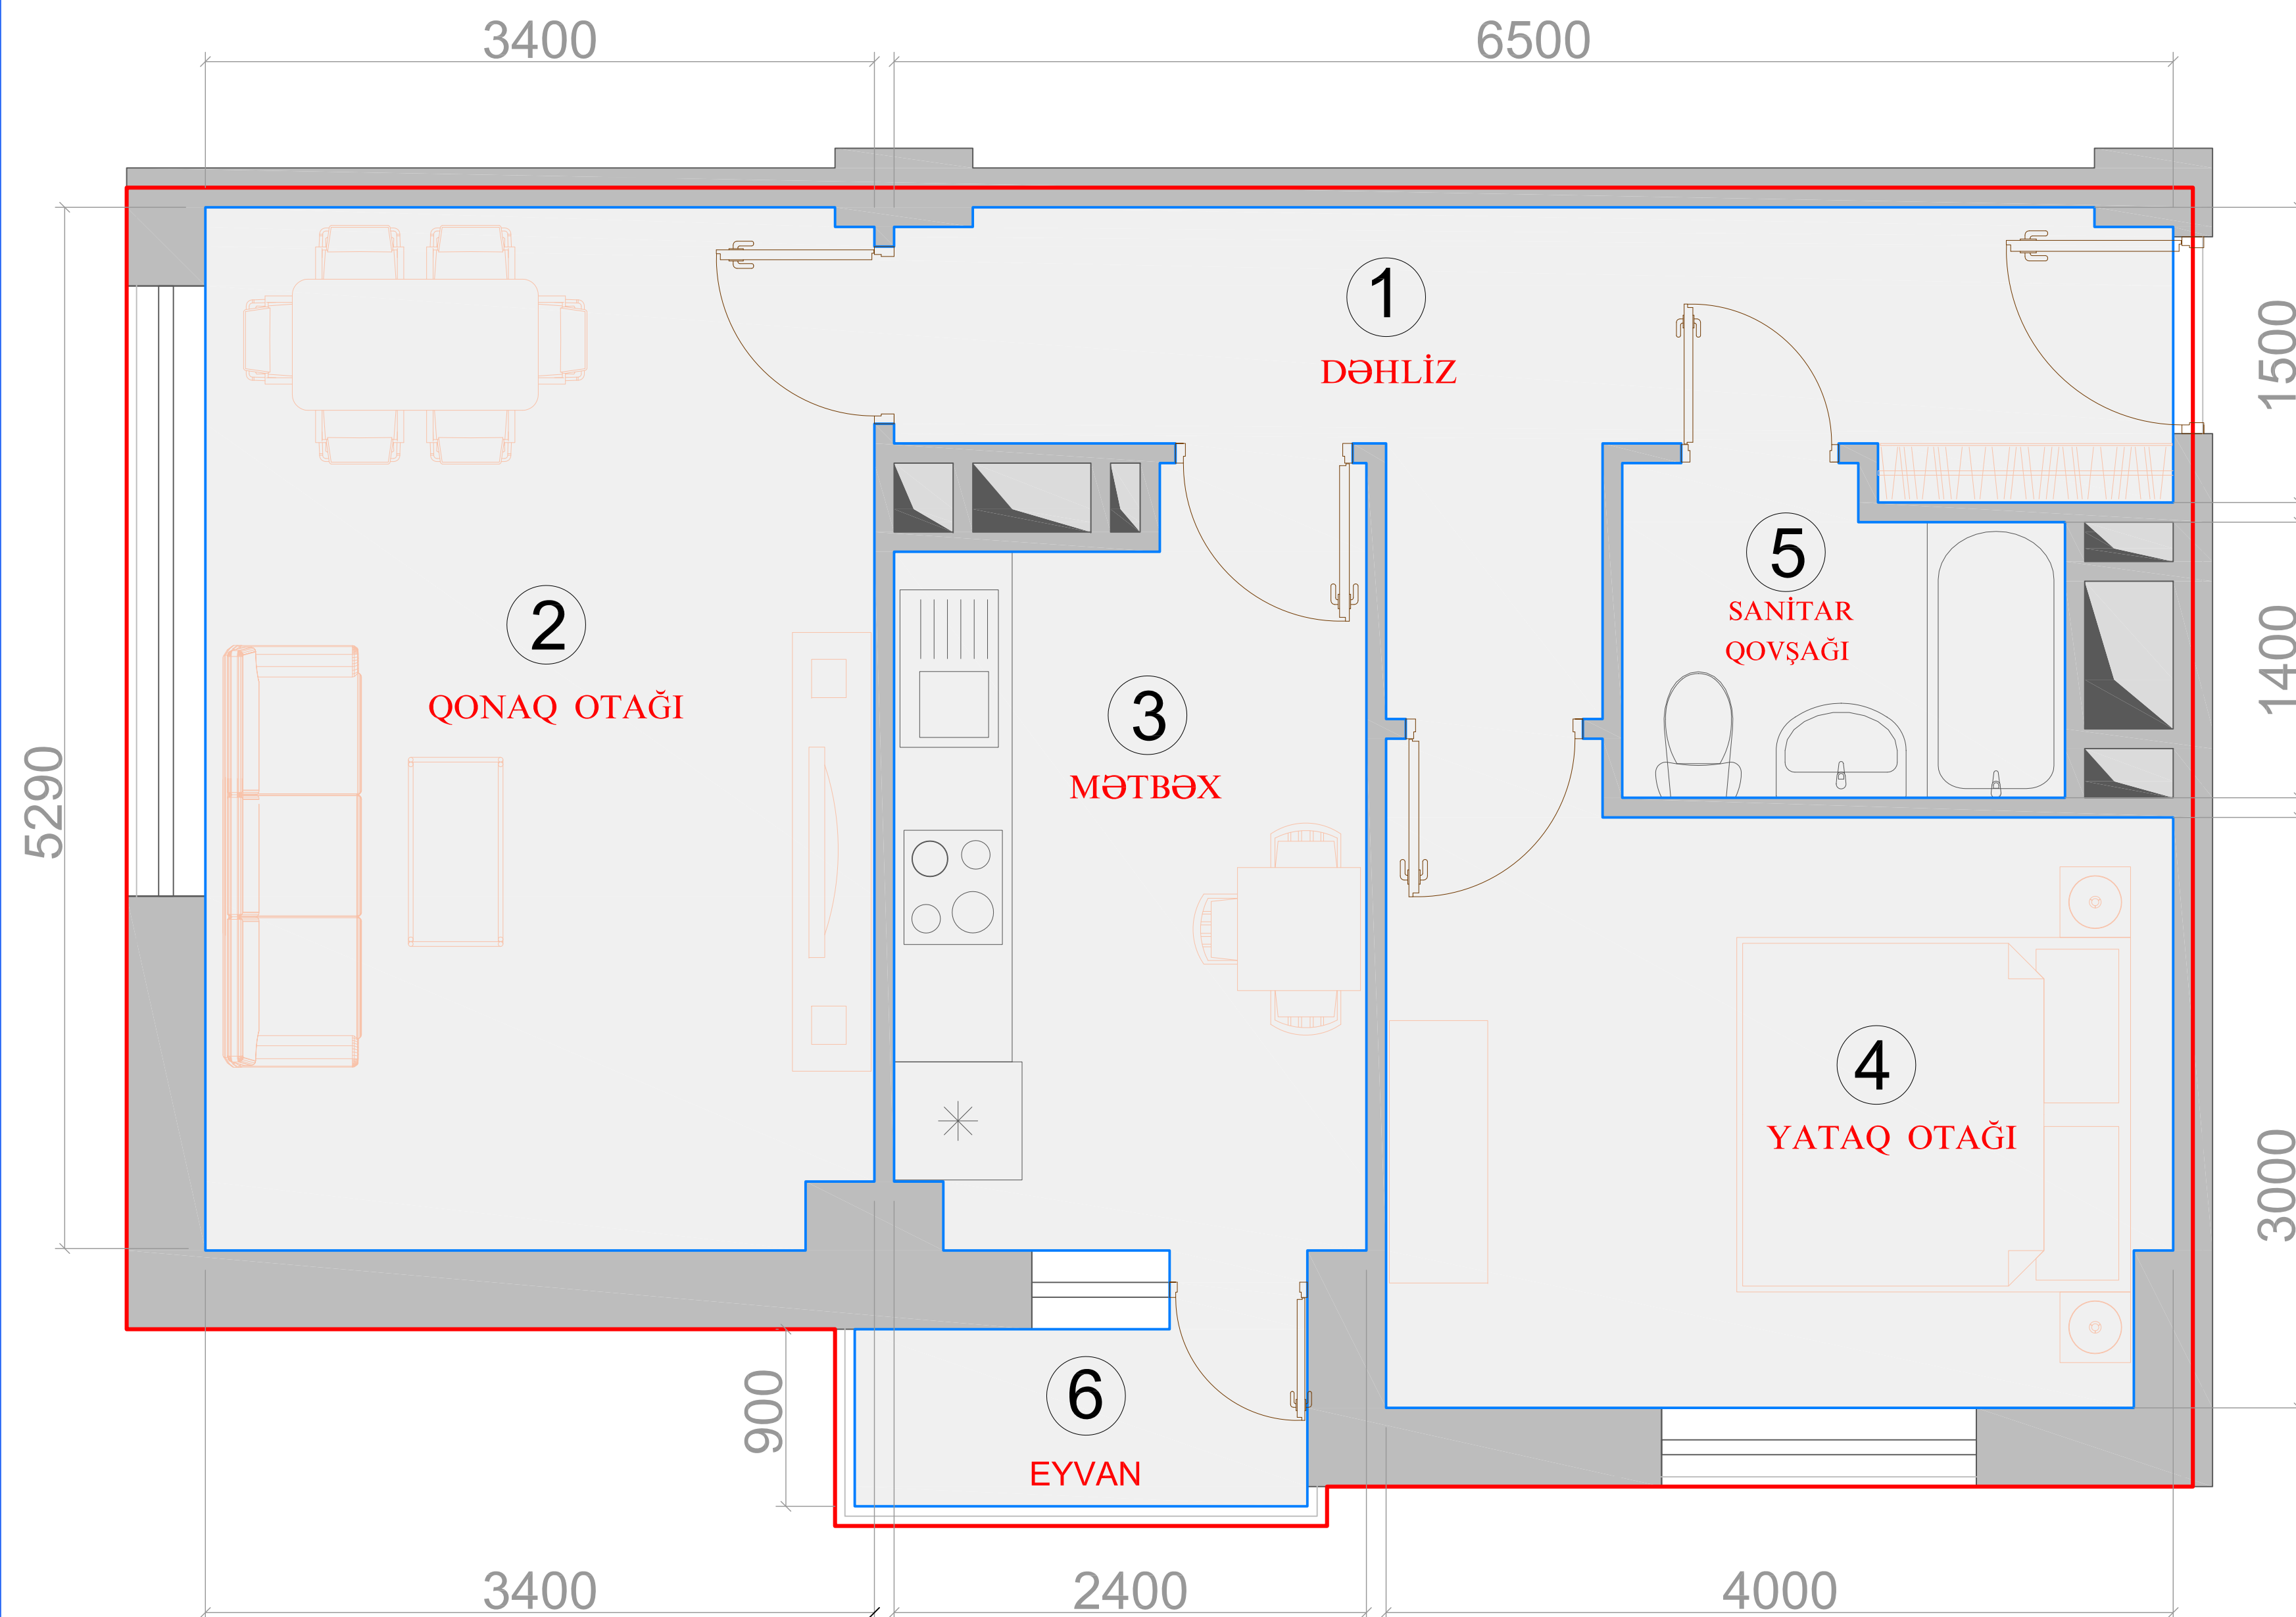 3400
6500
1
DƏHLİZ
1500
5
SANİTAR
QOVŞAĞI
1400
2
QONAQ OTAĞI
3
MƏTBƏX
5290
4
YATAQ OTAĞI
3000
6
EYVAN
900
3400
2400
4000